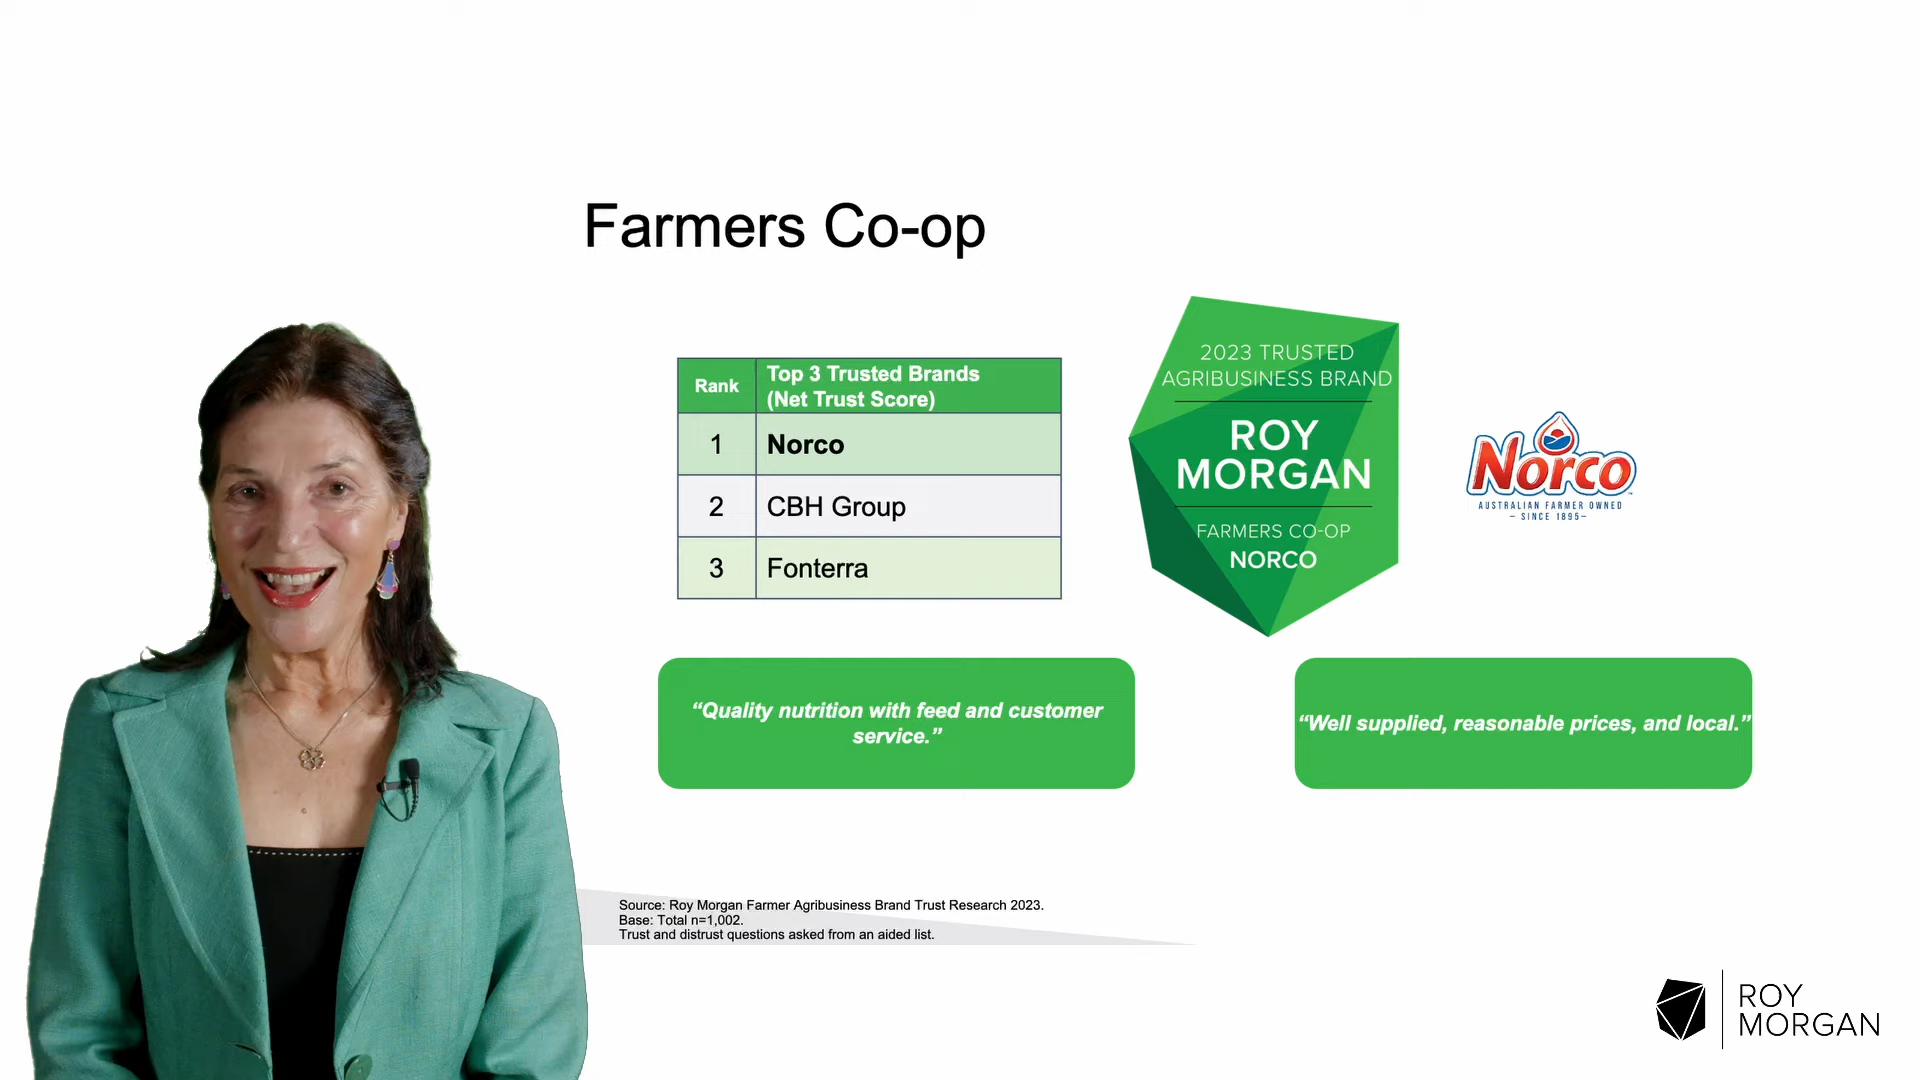 Farmers Co-op
Rank
Top 3 Trusted Brands
(Net Trust Score)
1
Norco
2
CBH Group
3
Fonterra
2023 TRUSTED
AGRIBUSINESS BRAND
ROY
MORGAN
FARMERS CO-OP
NORCO
Norco
AUSTRALIAN FARMER OWNED
– SINCE 1895–
“Quality nutrition with feed and customer
service.”
“Well supplied, reasonable prices, and local.”
Source: Roy Morgan Farmer Agribusiness Brand Trust Research 2023.
Base: Total n=1,002.
Trust and distrust questions asked from an aided list.
ROY
MORGAN